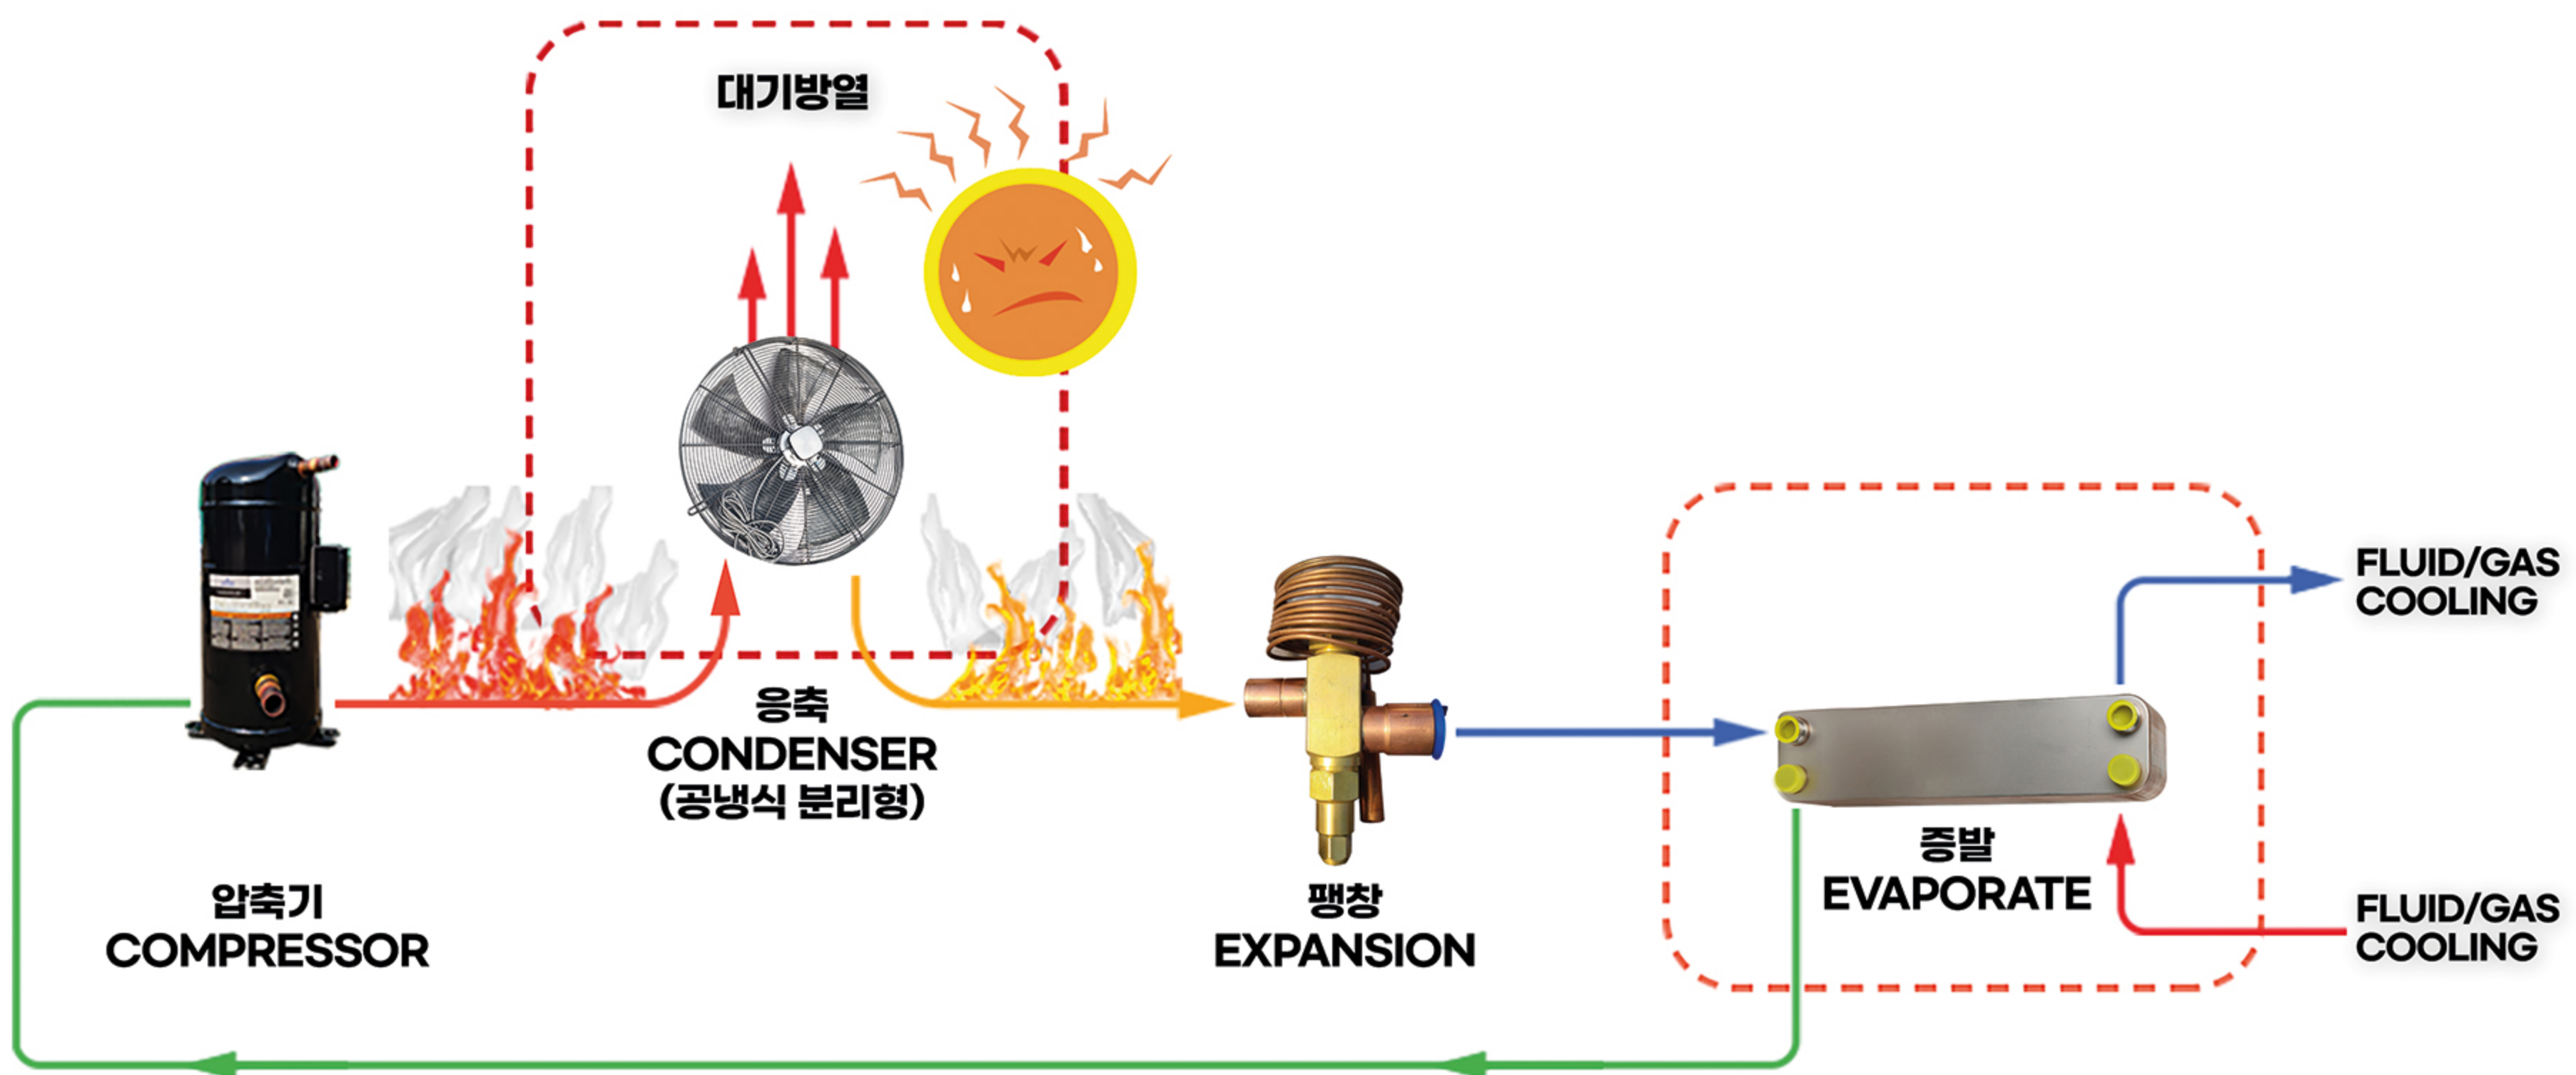 대기방열
응축
CONDENSER
(공냉식 분리형)
압축기
COMPRESSOR
팽창
EXPANSION
증발
EVAPORATE
FLUID/GAS
COOLING
FLUID/GAS
COOLING